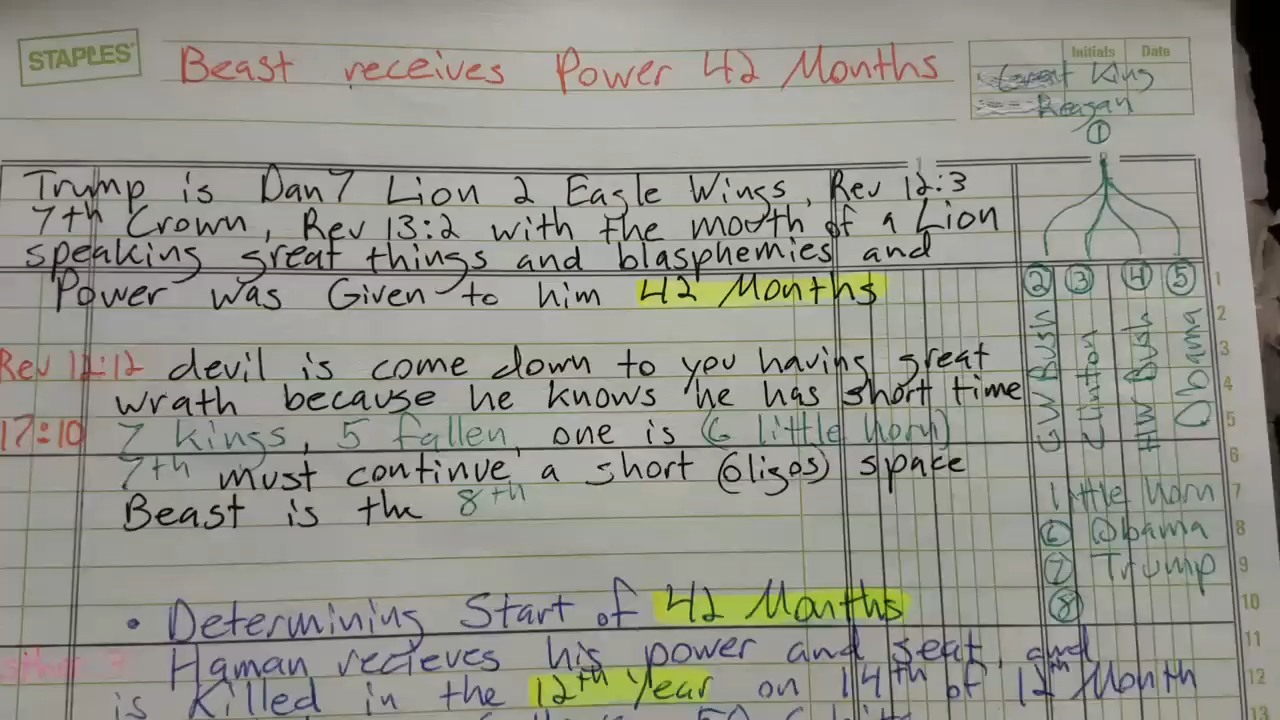 STAPLES
Beast receives Power 42 Months
Initials Date
Great King
Reagan
1
Trump is Dan 7 Lion 2 Eagle Wings, Rev 12:3
7th Crown, Rev 13:2 with the mouth of a Lion
speaking great things and blasphemies and
Power was Given to him 42 Months
2 3 4 5
GW Bush
Clinton
HW Bush
Obama
Rev 12:12 devil is come down to you having great
wrath because he knows he has short time
17:10 7 kings, 5 fallen, one is (6 little horn)
7th must continue a short (oligos) space
Beast is the 8th
little horn
6 Obama
7 Trump
8
• Determining Start of 42 Months
Haman recieves his power and seat, and
is Killed in the 12th Year on 14th of 12th Month
1
2
3
4
5
6
7
8
9
10
11
12
13